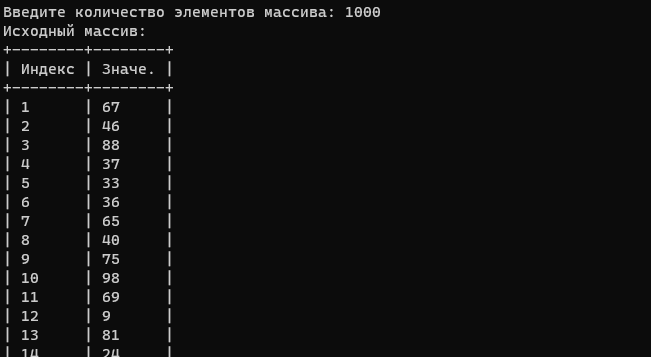 Введите количество элементов массива: 1000
Исходный массив:
+--------+--------+
| Индекс | Значе. |
+--------+--------+
| 1      | 67     |
| 2      | 46     |
| 3      | 88     |
| 4      | 37     |
| 5      | 33     |
| 6      | 36     |
| 7      | 65     |
| 8      | 40     |
| 9      | 75     |
| 10     | 98     |
| 11     | 69     |
| 12     | 9      |
| 13     | 81     |
| 14     | 24     |